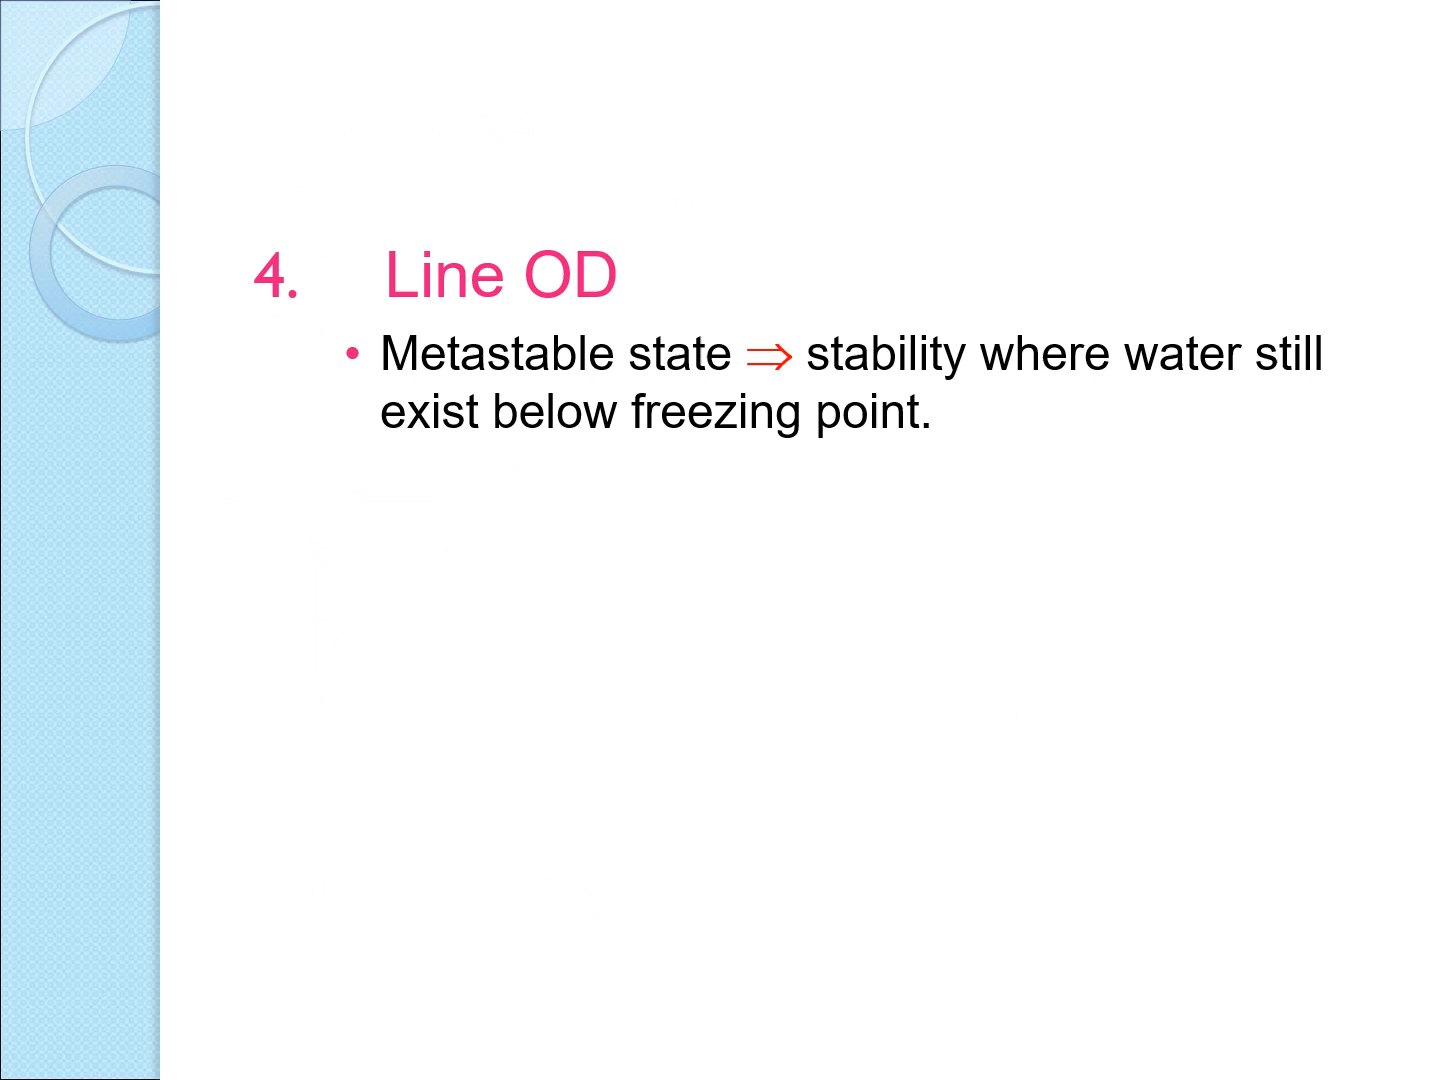 4. Line OD
• Metastable state ⇒ stability where water still
exist below freezing point.